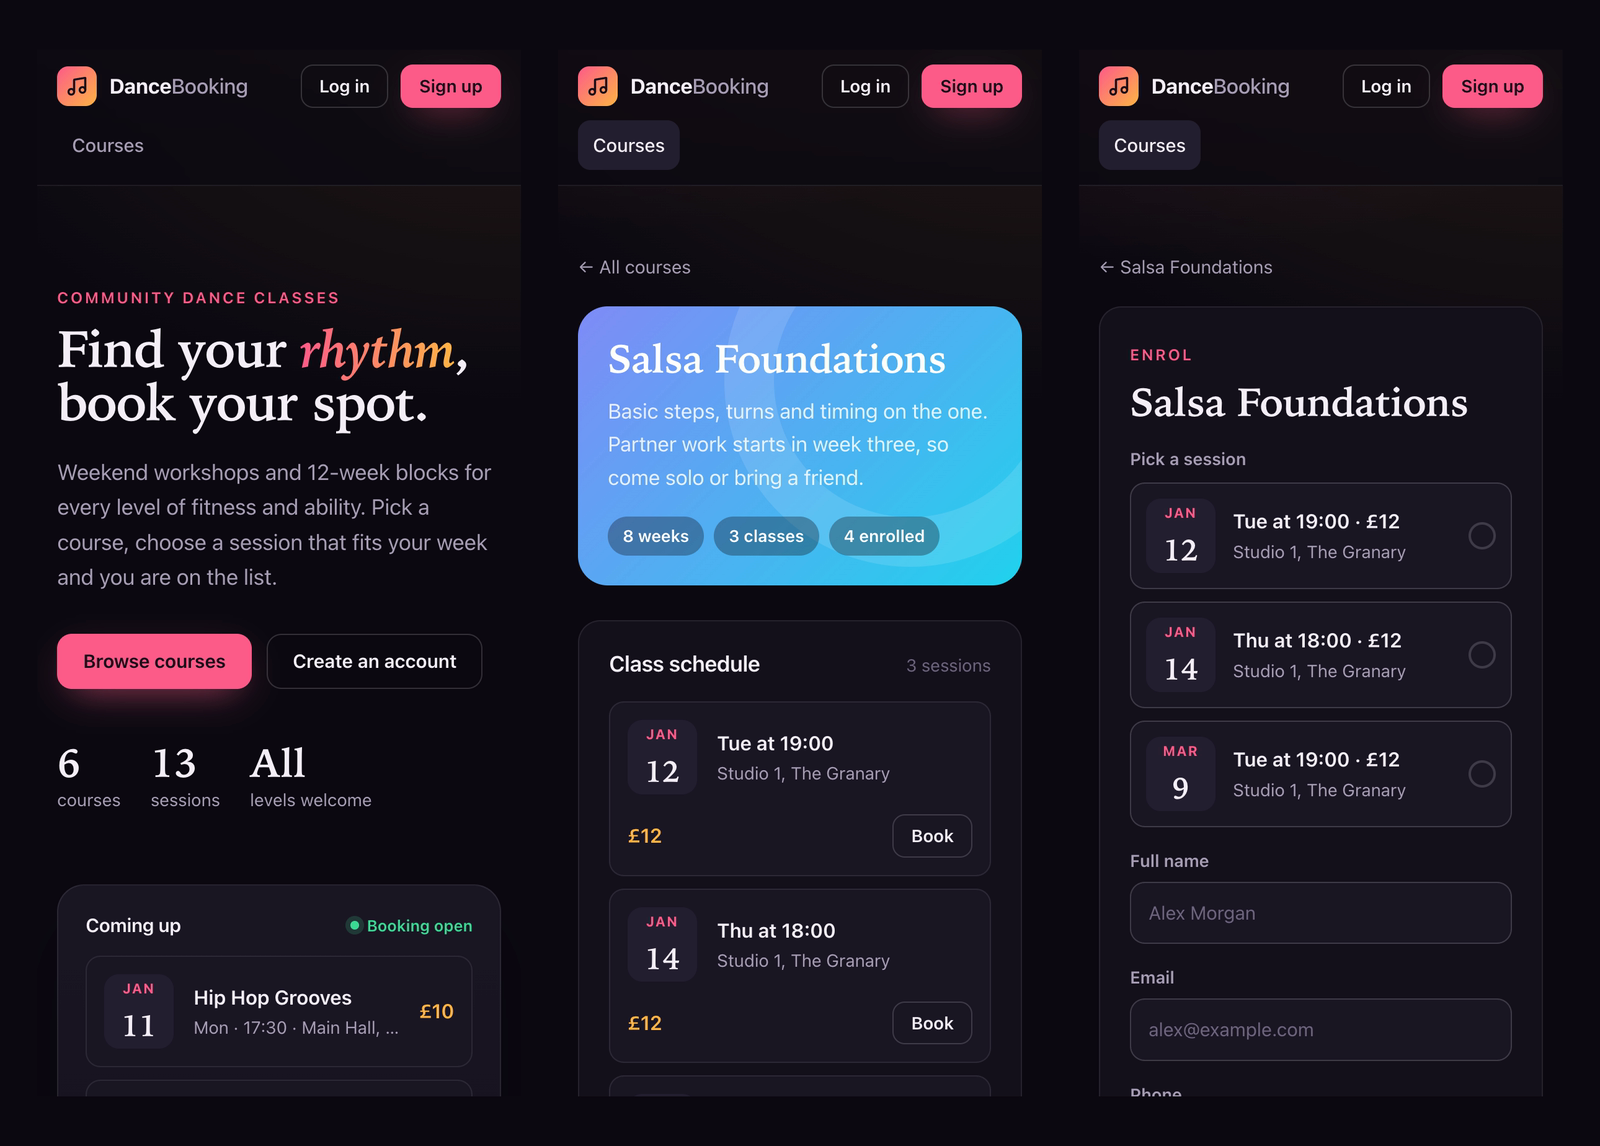 DanceBooking
Log in
Sign up
Courses
COMMUNITY DANCE CLASSES
Find your rhythm,
book your spot.
Weekend workshops and 12-week blocks for
every level of fitness and ability. Pick a
course, choose a session that fits your week
and you are on the list.
Browse courses
Create an account
6
courses
13
sessions
All
levels welcome
Coming up
Booking open
JAN
11
Hip Hop Grooves
Mon · 17:30 · Main Hall, ...
£10
DanceBooking
Log in
Sign up
Courses
← All courses
Salsa Foundations
Basic steps, turns and timing on the one.
Partner work starts in week three, so
come solo or bring a friend.
8 weeks
3 classes
4 enrolled
Class schedule
3 sessions
JAN
12
Tue at 19:00
Studio 1, The Granary
£12
Book
JAN
14
Thu at 18:00
Studio 1, The Granary
£12
Book
DanceBooking
Log in
Sign up
Courses
← Salsa Foundations
ENROL
Salsa Foundations
Pick a session
JAN
12
Tue at 19:00 · £12
Studio 1, The Granary
JAN
14
Thu at 18:00 · £12
Studio 1, The Granary
MAR
9
Tue at 19:00 · £12
Studio 1, The Granary
Full name
Alex Morgan
Email
alex@example.com
Phone